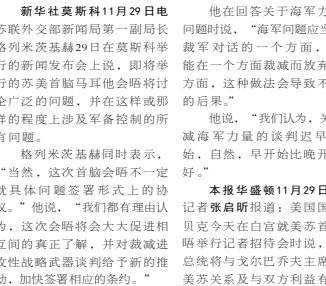 新华社莫斯科11月29日电
苏联外交部新闻局第一副局长
格列米茨基赫29日在莫斯科举
行的新闻发布会上说，即将举
行的苏美首脑马耳他会晤将讨
论广泛的问题，并在这样或那
样的程度上涉及军备控制的所
有问题。
格列米茨基赫同时表示，
“当然，这次首脑会晤不一定
就具体问题签署形式上的协
议。”他说，“我们都有理由认
为，这次会晤将会大大促进相
互间的真正了解，并对裁减进
攻性战略武器谈判给予新的推
动，加快签署相应的条约。”
他在回答关于海军力
问题时说，“海军问题应当
裁军对话的一个方面，
能在一个方面裁减而放弃
方面，这种做法会导致不
的后果。”
他说，“我们认为，关
减海军力量的谈判迟早
始，自然，早开始比晚开
好。”
本报华盛顿11月29日
记者张启昕报道：美国国
贝克今天在白宫就美苏首
晤举行记者招待会时说，
总统将与戈尔巴乔夫主席
美苏关系及与双方利益有